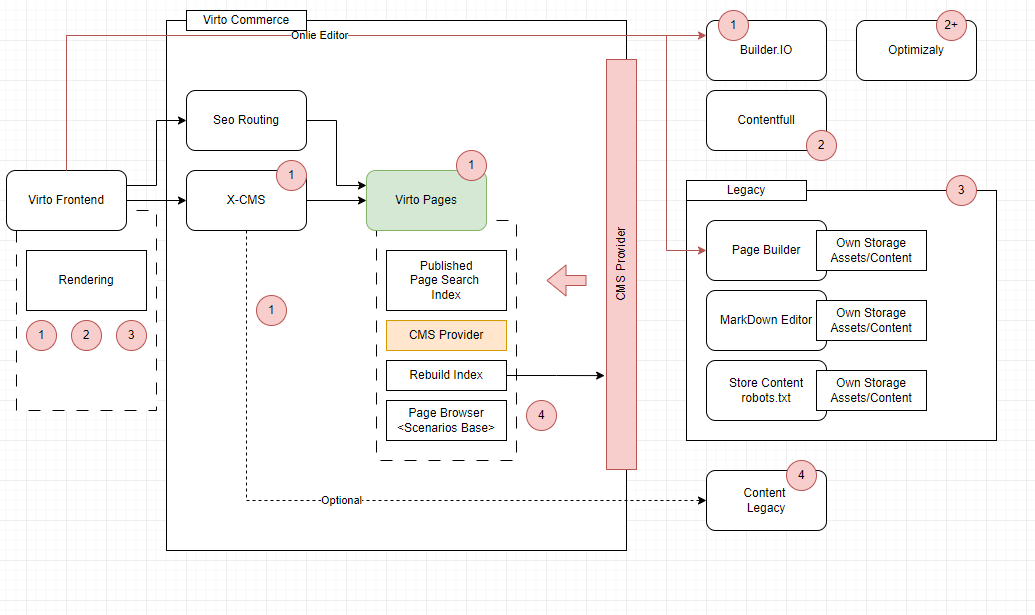 Virto Commerce
Onlie Editor
1
Builder.IO
2+
Optimizaly
Seo Routing
Contentfull
2
Virto Frontend
1
X-CMS
1
Virto Pages
Legacy
3
Rendering
1
2
3
1
Published
Page Search
Index
CMS Provider
Rebuild Index
Page Browser
<Scenarios Base>
4
CMS Provider
Page Builder
Own Storage
Assets/Content
MarkDown Editor
Own Storage
Assets/Content
Store Content
robots.txt
Own Storage
Assets/Content
Optional
4
Content
Legacy